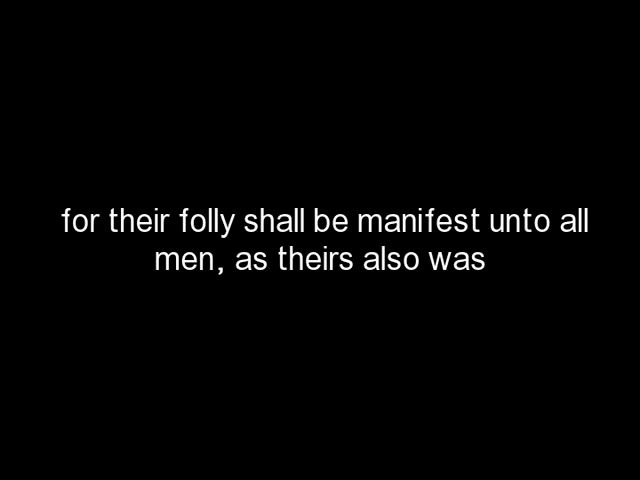 for their folly shall be manifest unto all
men, as theirs also was